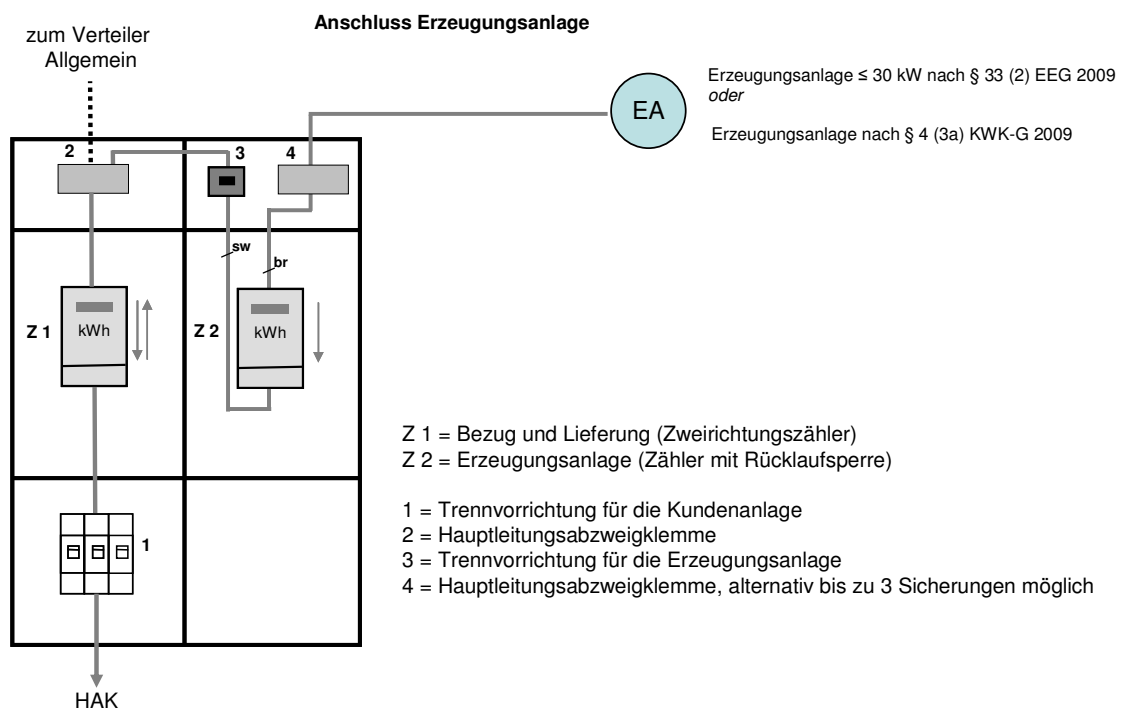 Anschluss Erzeugungsanlage
zum Verteiler
Allgemein
EA
Erzeugungsanlage ≤ 30 kW nach § 33 (2) EEG 2009
oder
Erzeugungsanlage nach § 4 (3a) KWK-G 2009
2
3
4
sw
br
Z 1
kWh
Z 2
kWh
Z 1 = Bezug und Lieferung (Zweirichtungszähler)
Z 2 = Erzeugungsanlage (Zähler mit Rücklaufsperre)
1 = Trennvorrichtung für die Kundenanlage
2 = Hauptleitungsabzweigklemme
3 = Trennvorrichtung für die Erzeugungsanlage
4 = Hauptleitungsabzweigklemme, alternativ bis zu 3 Sicherungen möglich
1
HAK